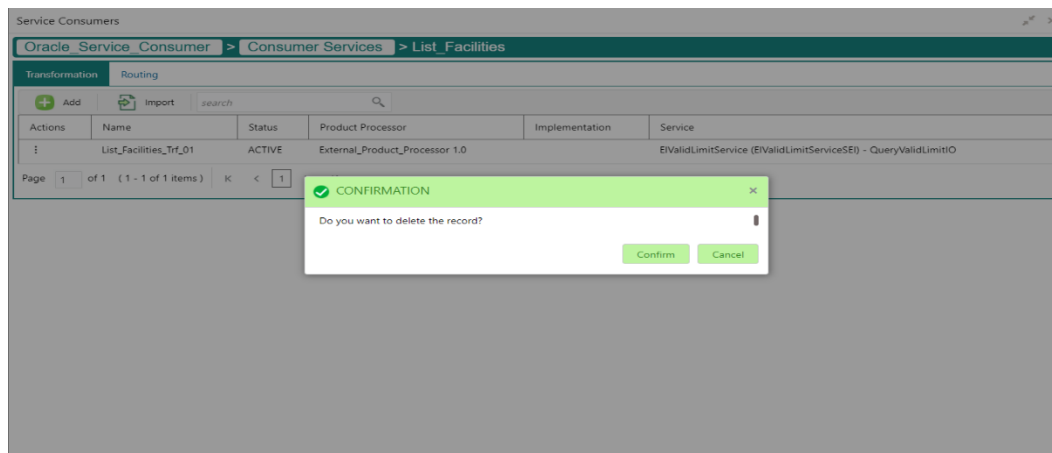 Service Consumers
Oracle_Service_Consumer > Consumer Services > List_Facilities
Transformation Routing
Add Import search
Actions Name Status Product Processor Implementation Service
List_Facilities_Trf_01 ACTIVE External_Product_Processor 1.0 EIValidLimitService (EIValidLimitServiceSEI) - QueryValidLimitIO
Page 1 of 1 (1 - 1 of 1 items) K < 1
CONFIRMATION
Do you want to delete the record?
Confirm Cancel